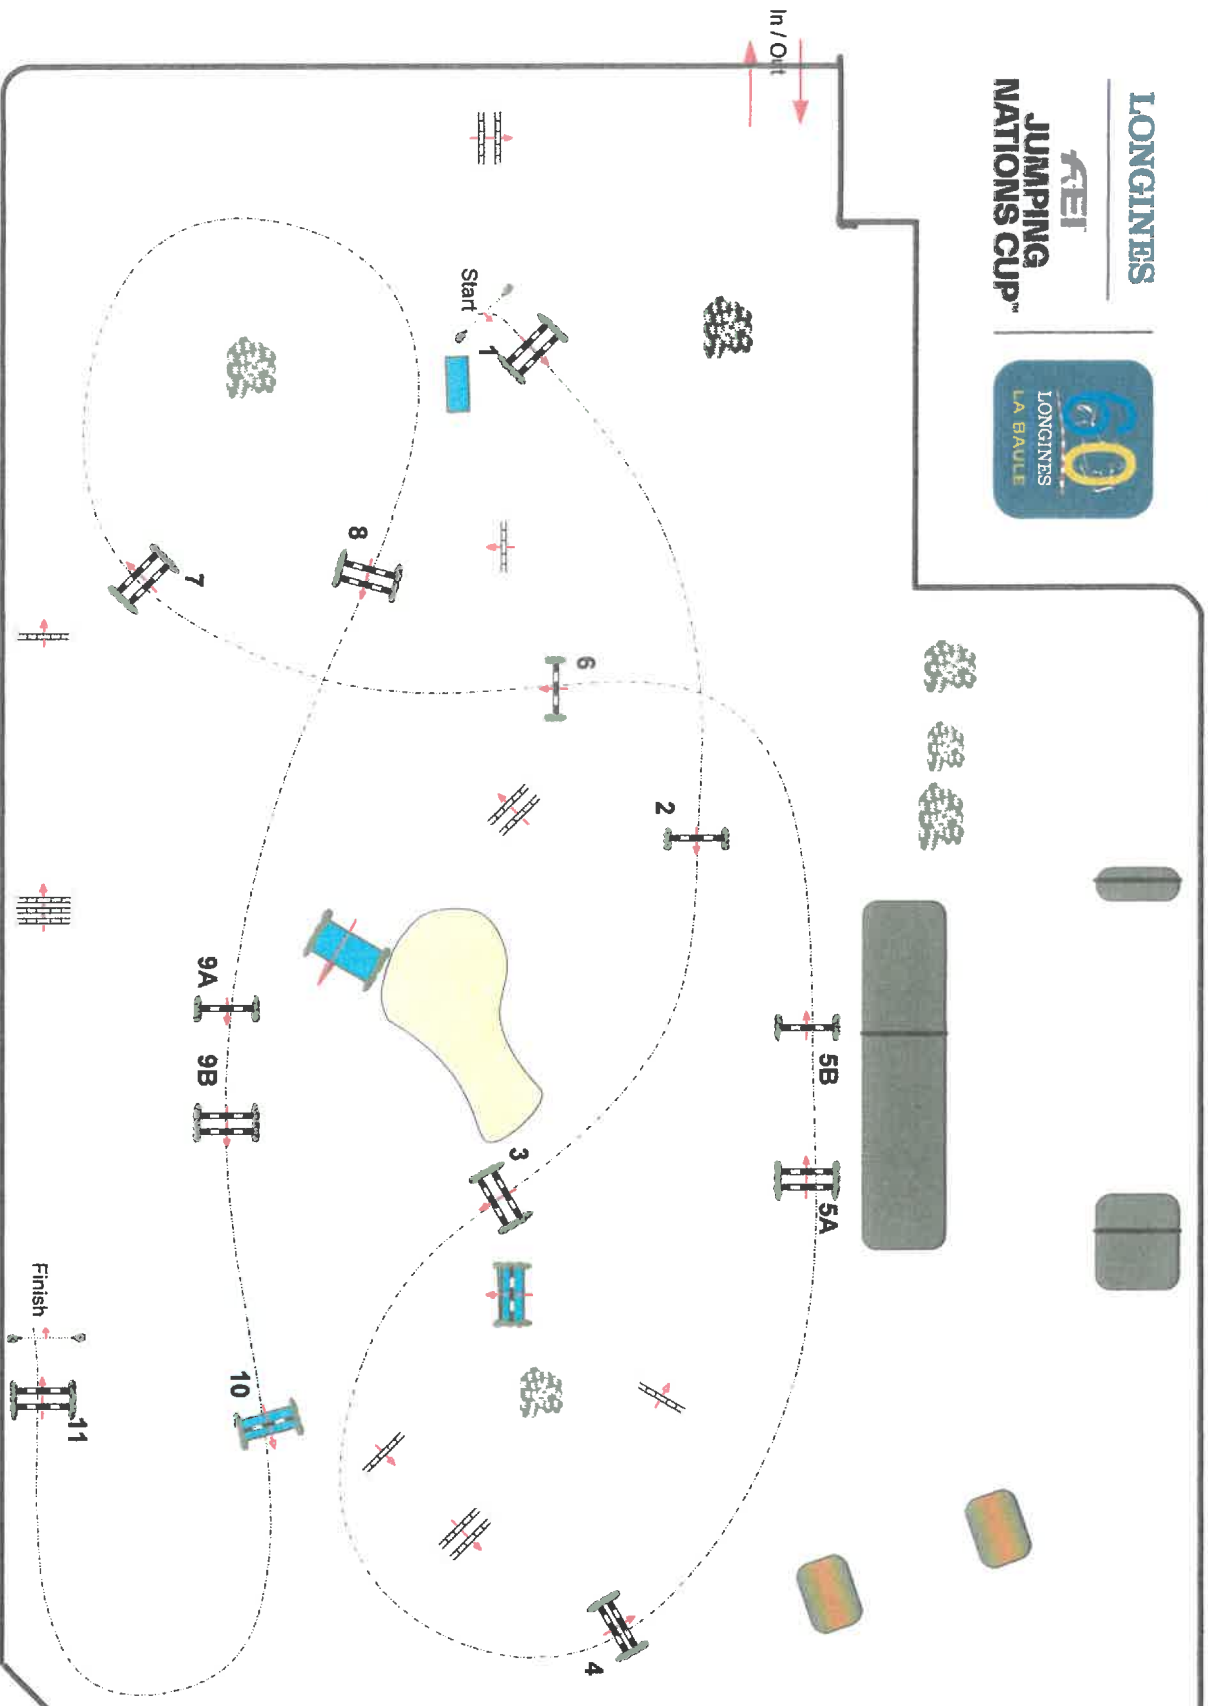 LONGINES
FEI
JUMPING
NATIONS CUP™
60
LONGINES
LA BAULE
In / Out
Start
1
2
3
4
5A
5B
6
7
8
9A
9B
10
11
Finish